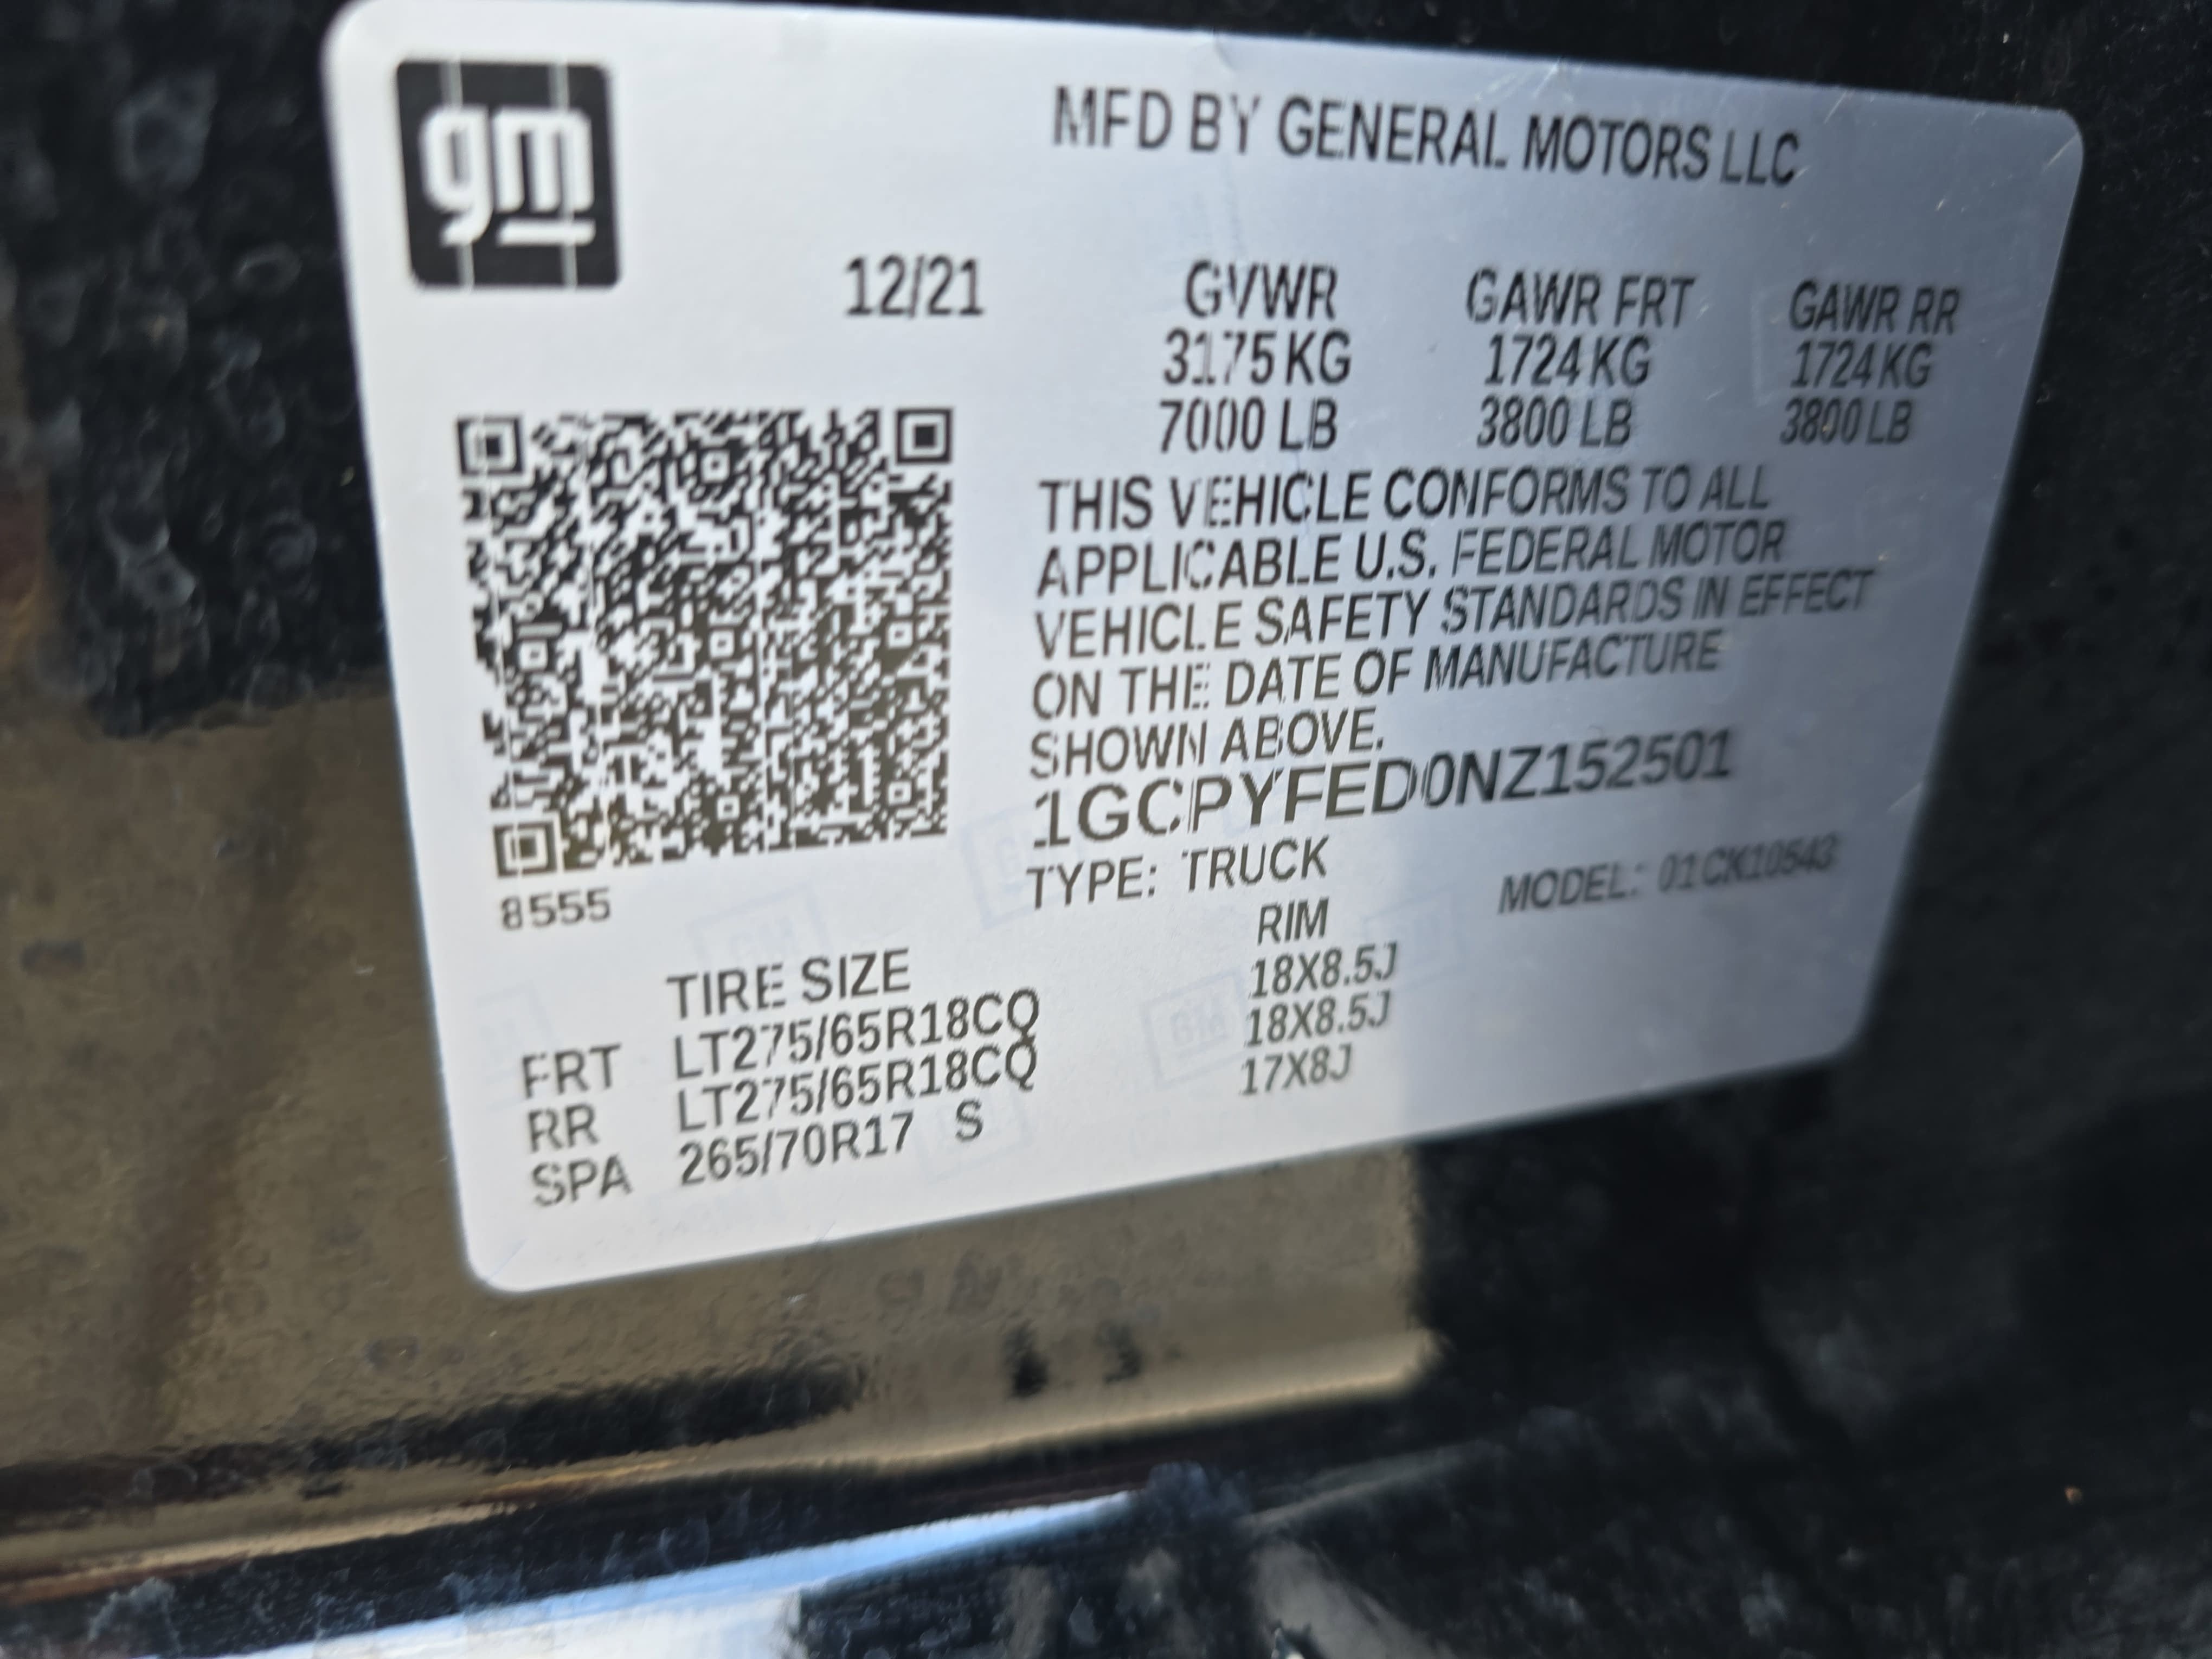 gm
MFD BY GENERAL MOTORS LLC
12/21 GVWR GAWR FRT GAWR RR
3175 KG 1724 KG 1724 KG
7000 LB 3800 LB 3800 LB
THIS VEHICLE CONFORMS TO ALL
APPLICABLE U.S. FEDERAL MOTOR
VEHICLE SAFETY STANDARDS IN EFFECT
ON THE DATE OF MANUFACTURE
SHOWN ABOVE.
1GCPYFED0NZ152501
TYPE: TRUCK MODEL: 01CK10543
8555
TIRE SIZE RIM
FRT LT275/65R18CQ 18X8.5J
RR LT275/65R18CQ 18X8.5J
SPA 265/70R17 S 17X8J